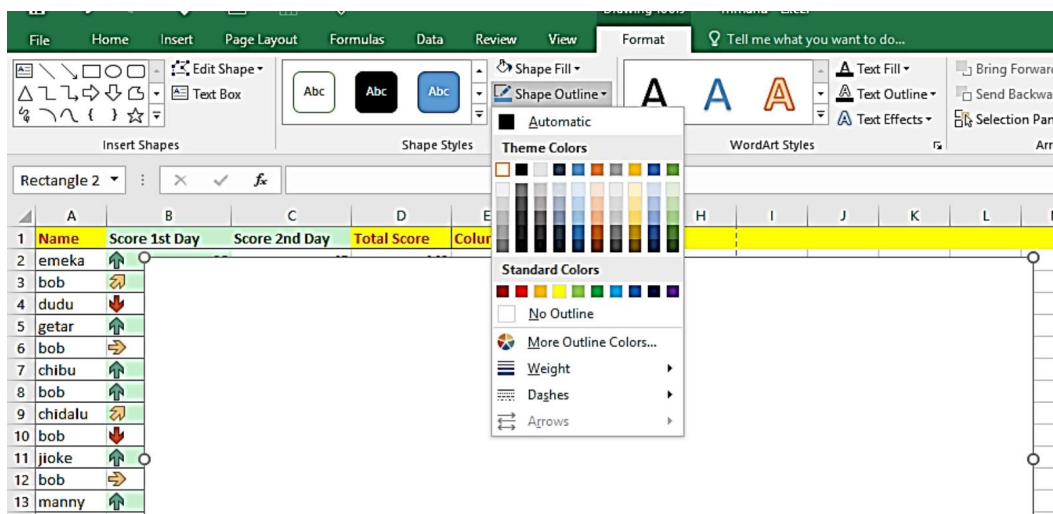 File Home Insert Page Layout Formulas Data Review View Format Tell me what you want to do...
Edit Shape
Text Box
Abc Abc Abc
Shape Fill
Shape Outline
A A A
Text Fill
Text Outline
Text Effects
Bring Forward
Send Backwa
Selection Pan
Insert Shapes Shape Styles WordArt Styles Arr
Automatic
Theme Colors
Standard Colors
No Outline
More Outline Colors...
Weight
Dashes
Arrows
Rectangle 2 fx
A B C D E H I J K L
1 Name Score 1st Day Score 2nd Day Total Score Colum
2 emeka
3 bob
4 dudu
5 getar
6 bob
7 chibu
8 bob
9 chidalu
10 bob
11 jioke
12 bob
13 manny